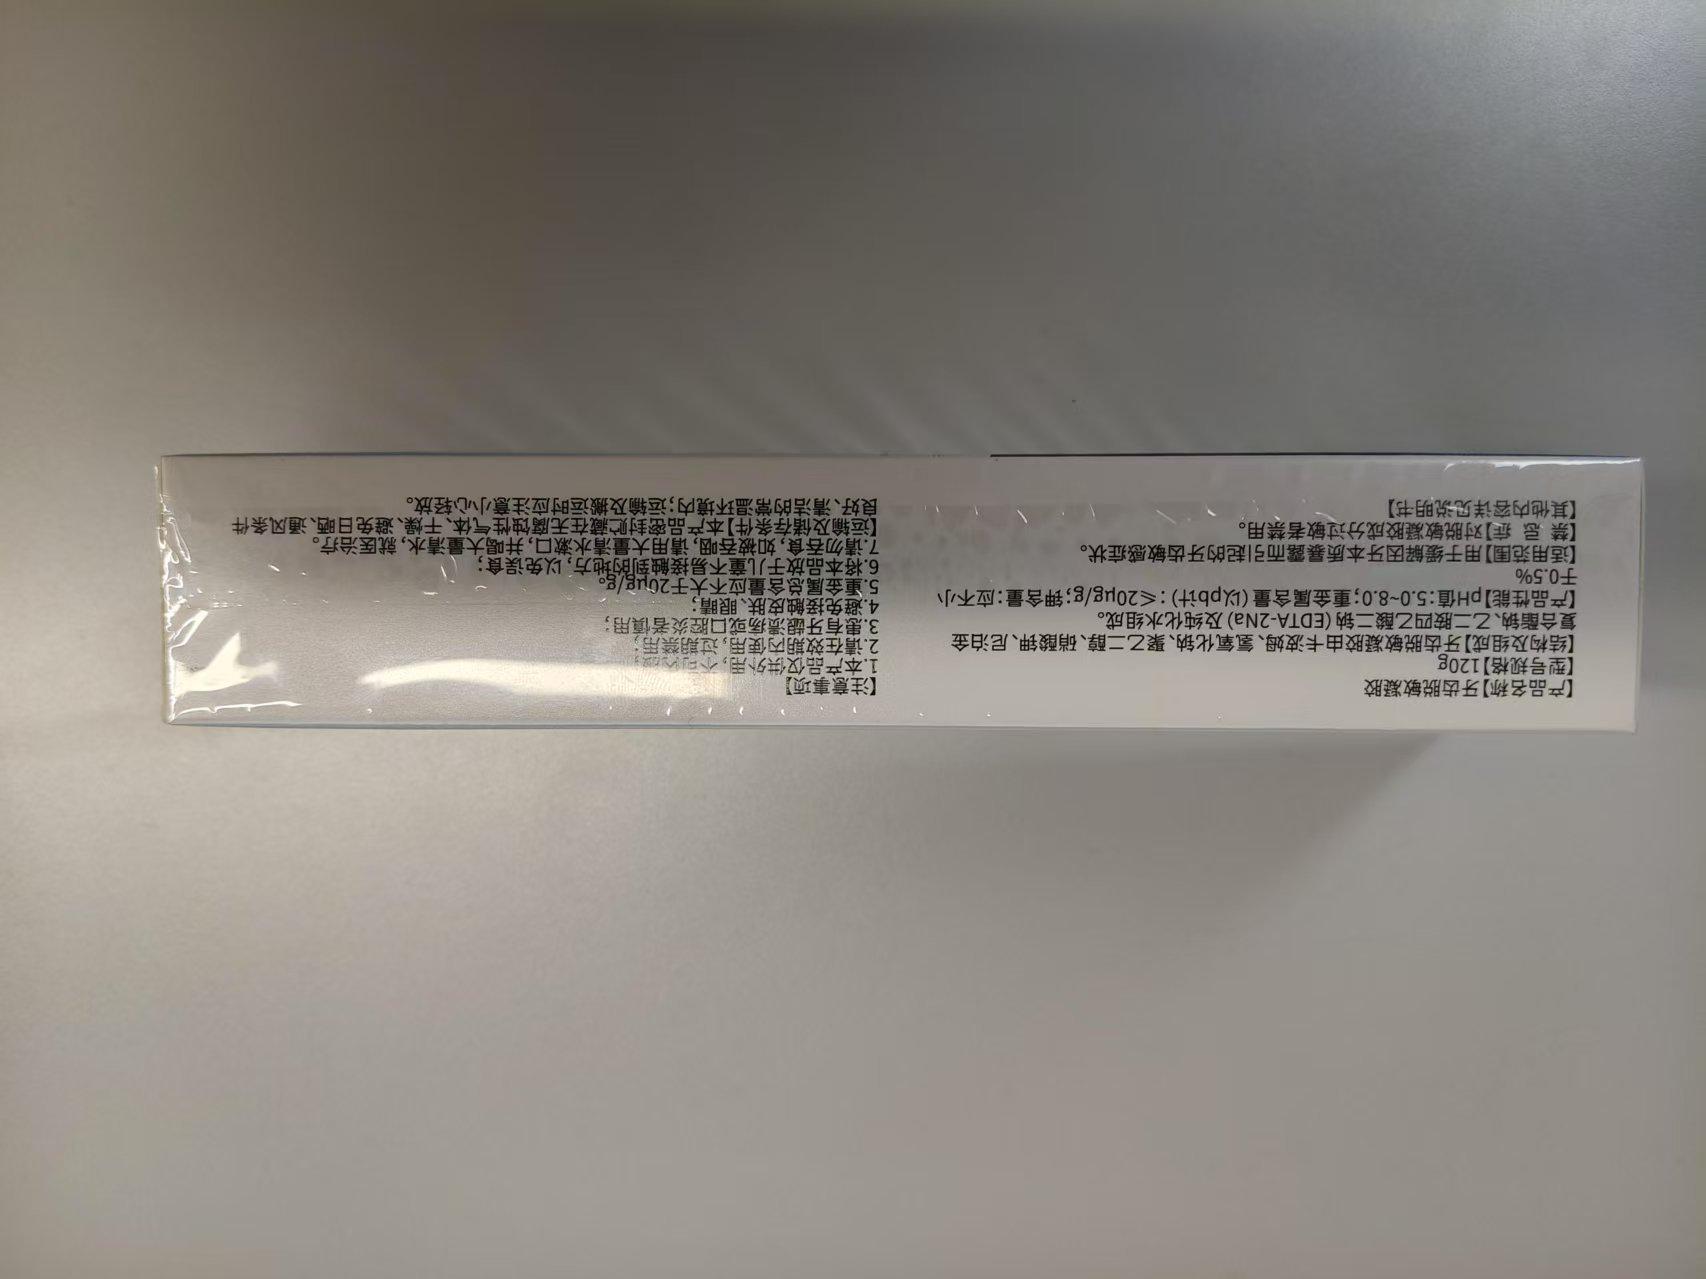 【产品名称】牙齿脱敏凝胶
【型号规格】120g
【结构及组成】牙齿脱敏凝胶由卡波姆、氢氧化钠、聚乙二醇、硝酸钾、尼泊金
复合酯钠、乙二胺四乙酸二钠(EDTA-2Na)及纯化水组成。
【产品性能】pH值:5.0~8.0;重金属含量(以pb计):≤20μg/g;钾含量:应不小
于0.5%
【适用范围】用于缓解因牙本质暴露而引起的牙齿敏感症状。
【禁 忌 症】对脱敏凝胶成分过敏者禁用。
【其他内容详见说明书】
【注意事项】
1.本产品仅供外用,不可内服;
2.请在效期内使用,过期禁用;
3.患有牙龈溃疡或口腔炎者慎用;
4.避免接触皮肤、眼睛;
5.重金属总含量应不大于20μg/g。
6.将本品放于儿童不易接触到的地方,以免误食;
7.请勿吞食,如被吞咽,请用大量清水漱口,并喝大量清水,就医治疗。
【运输及储存条件】本产品密封贮藏在无腐蚀性气体、干燥、避免日晒、通风条件
良好、清洁的常温环境内;运输及搬运时应注意小心轻放。